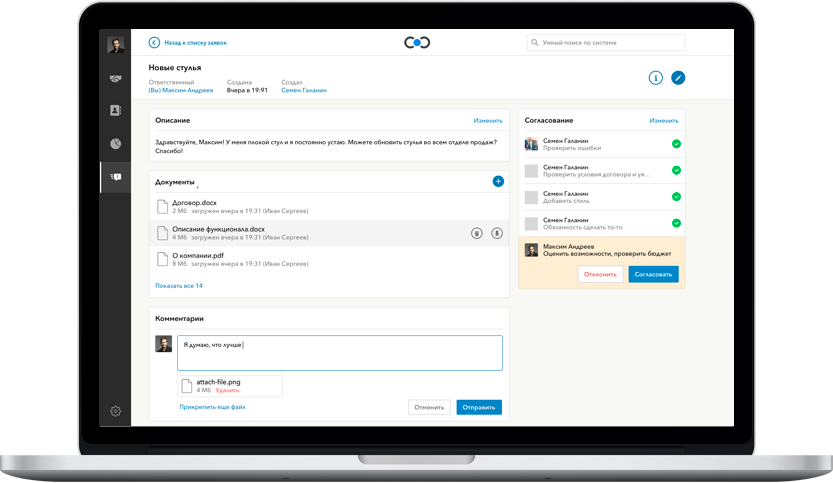 Назад к списку заявок
Умный поиск по системе
Новые стулья
Ответственный
(Вы) Максим Андреев
Создана
Вчера в 19:91
Создал
Семен Галанин
Описание
Изменить
Здравствуйте, Максим! У меня плохой стул и я постоянно устаю. Можете обновить стулья во всем отделе продаж?
Спасибо!
Документы
Договор.docx
2 Мб загружен вчера в 19:31 (Иван Сергеев)
Описание функционала.docx
4 Мб загружен вчера в 19:31 (Иван Сергеев)
О компании.pdf
8 Мб загружен вчера в 19:31 (Иван Сергеев)
Показать все 14
Комментарии
Я думаю, что лучше
attach-file.png
4 Мб Удалить
Прикрепить еще файл
Отменить
Отправить
Согласование
Изменить
Семен Галанин
Проверить ошибки
Семен Галанин
Проверить условия договора и ув...
Семен Галанин
Добавить стиль
Семен Галанин
Обязанность сделать то-то
Максим Андреев
Оценить возможности, проверить бюджет
Отклонить
Согласовать